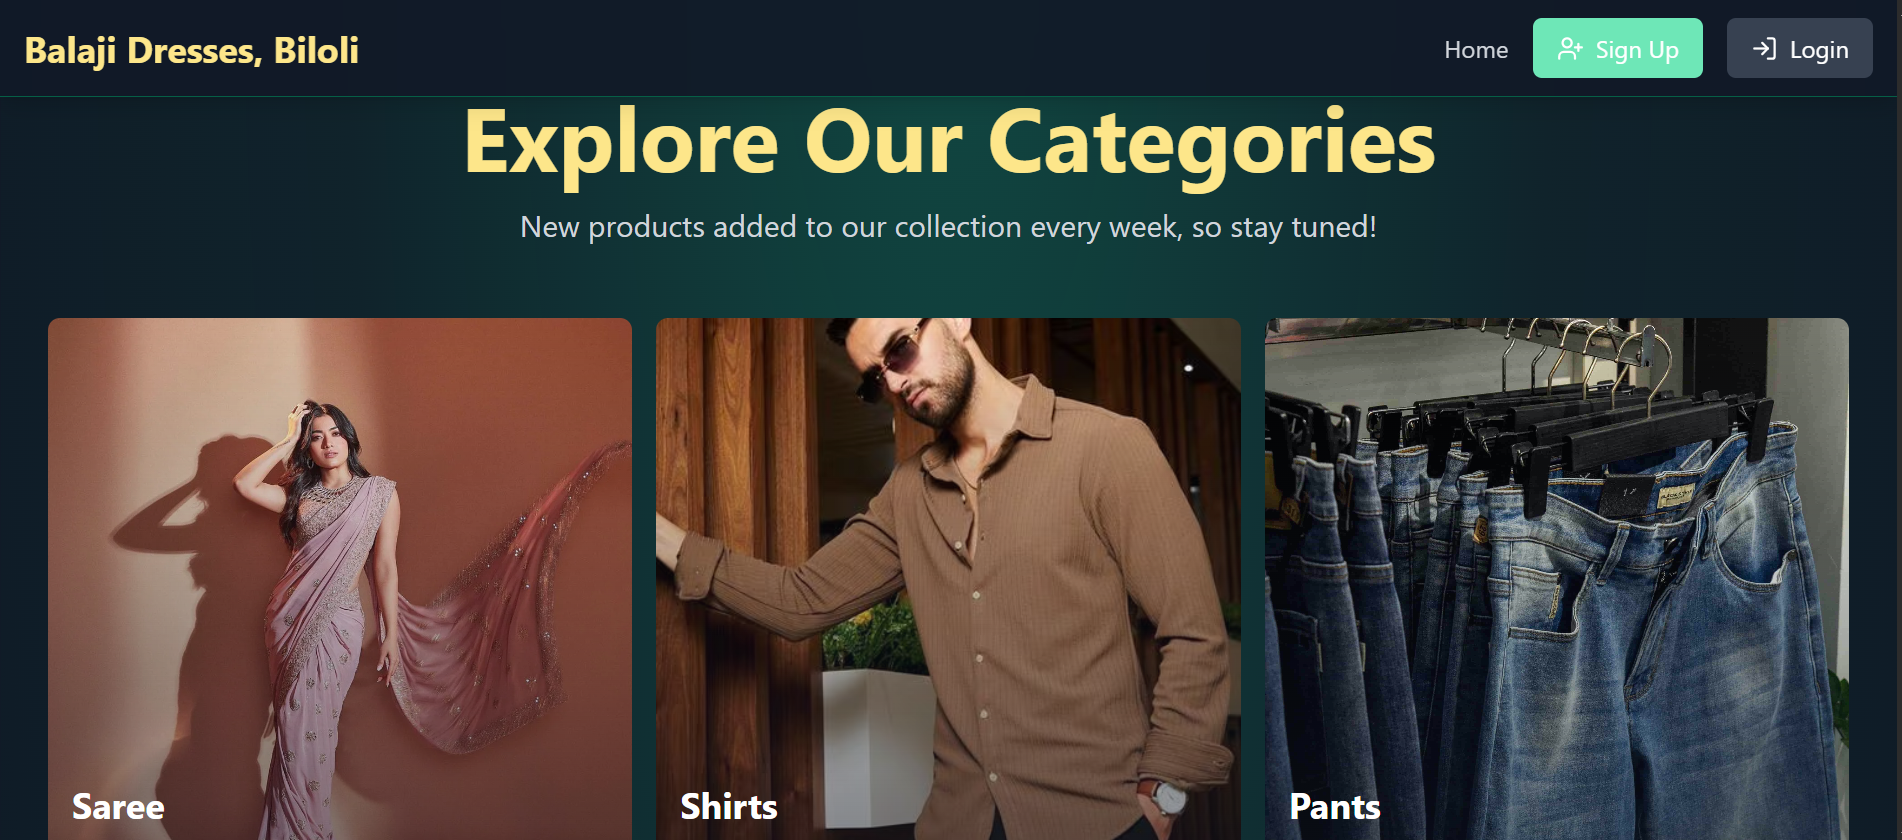 Balaji Dresses, Biloli
Home
Sign Up
Login
Explore Our Categories
New products added to our collection every week, so stay tuned!
Saree
Shirts
Pants